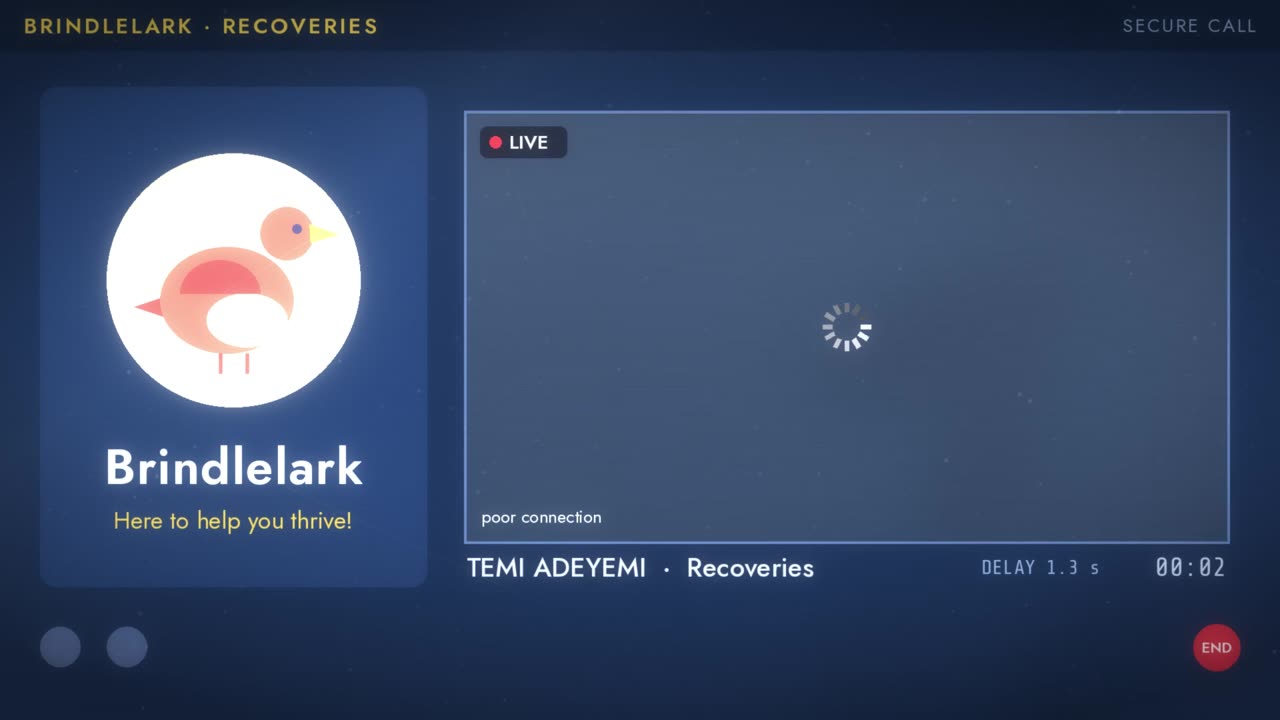 BRINDLELARK · RECOVERIES
SECURE CALL
LIVE
Brindlelark
Here to help you thrive!
poor connection
TEMI ADEYEMI · Recoveries
DELAY 1.3 s
00:02
END